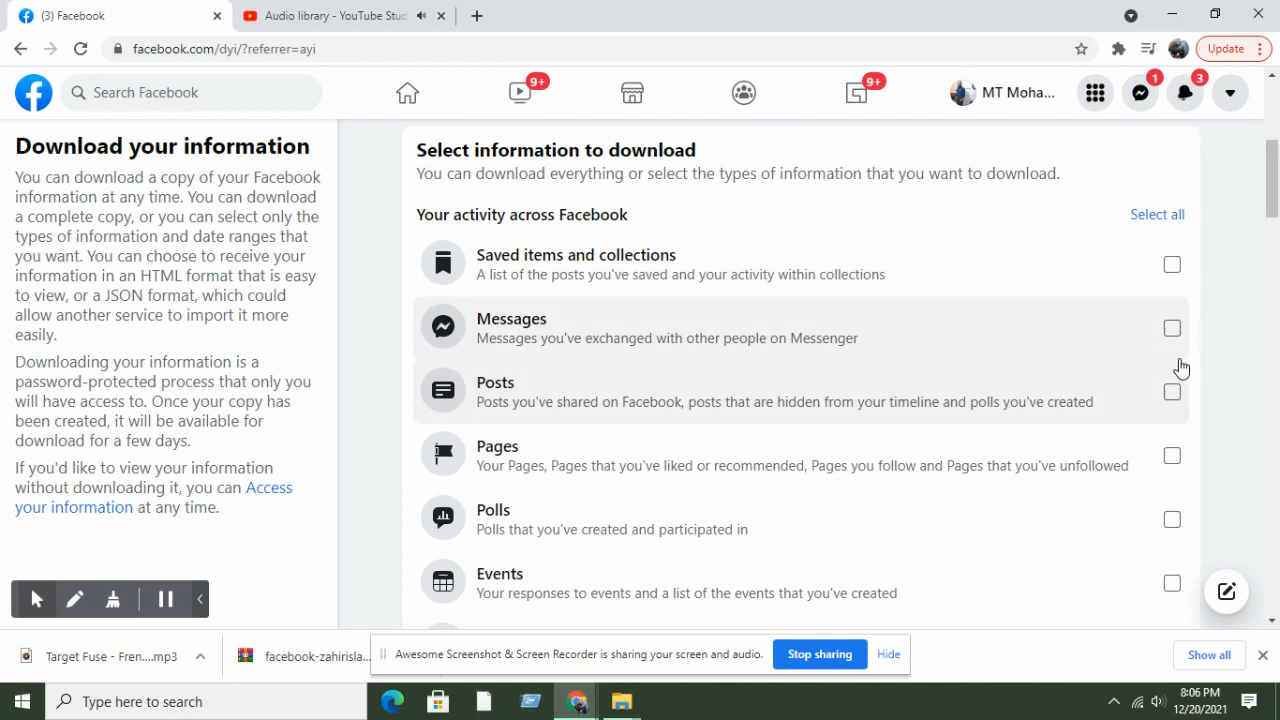 (3) Facebook
Audio library - YouTube Stud
facebook.com/dyi/?referrer=ayi
Update
Search Facebook
9+
9+
MT Moha...
1
3
Download your information
You can download a copy of your Facebook
information at any time. You can download
a complete copy, or you can select only the
types of information and date ranges that
you want. You can choose to receive your
information in an HTML format that is easy
to view, or a JSON format, which could
allow another service to import it more
easily.
Downloading your information is a
password-protected process that only you
will have access to. Once your copy has
been created, it will be available for
download for a few days.
If you'd like to view your information
without downloading it, you can Access
your information at any time.
Select information to download
You can download everything or select the types of information that you want to download.
Your activity across Facebook
Select all
Saved items and collections
A list of the posts you've saved and your activity within collections
Messages
Messages you've exchanged with other people on Messenger
Posts
Posts you've shared on Facebook, posts that are hidden from your timeline and polls you've created
Pages
Your Pages, Pages that you've liked or recommended, Pages you follow and Pages that you've unfollowed
Polls
Polls that you've created and participated in
Events
Your responses to events and a list of the events that you've created
Target Fuse - Fren....mp3
facebook-zahirisla...
Awesome Screenshot & Screen Recorder is sharing your screen and audio.
Stop sharing
Hide
Show all
Type here to search
8:06 PM
12/20/2021